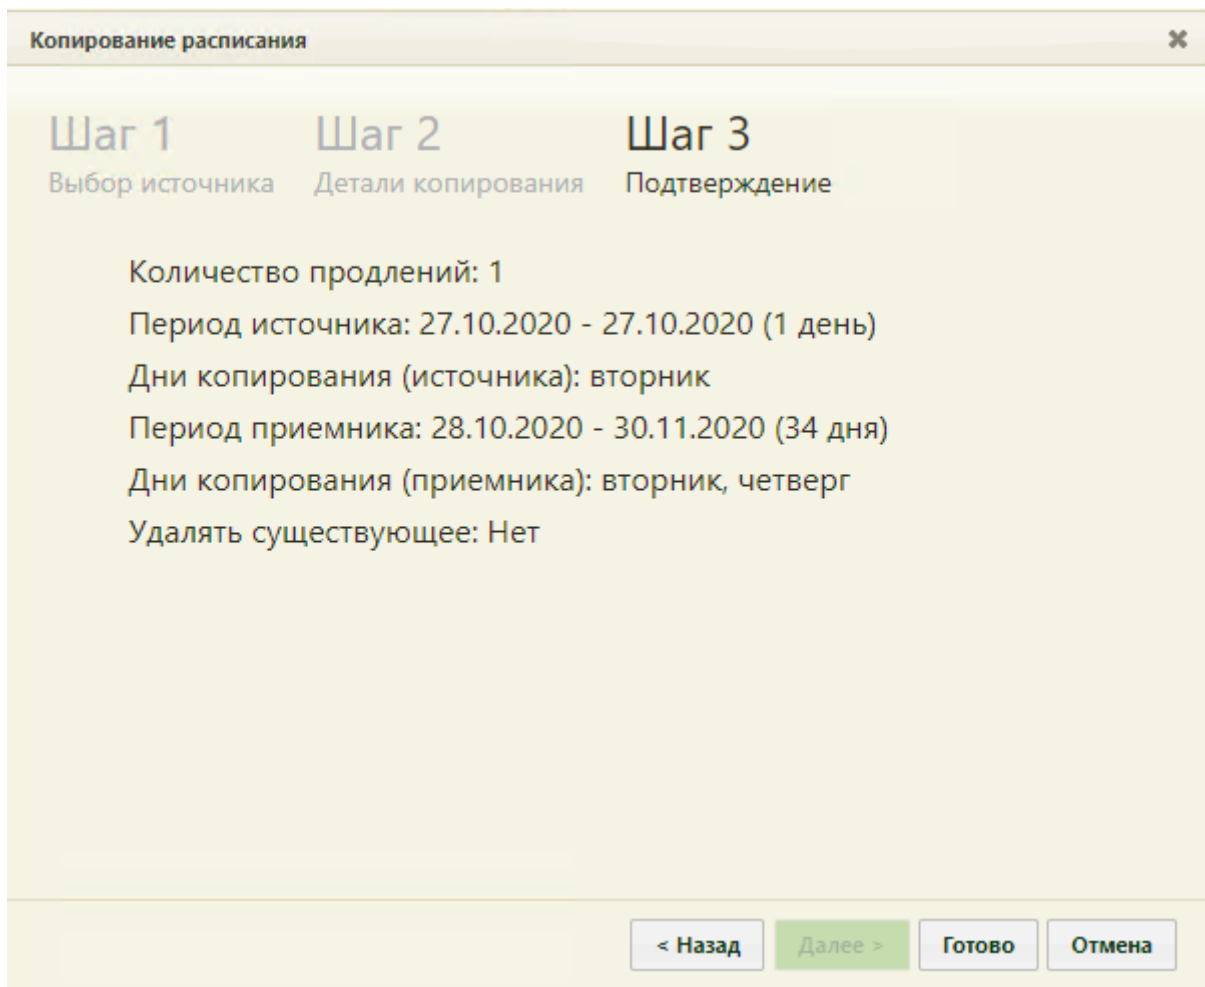 Копирование расписания
Шаг 1 Шаг 2 Шаг 3
Выбор источника Детали копирования Подтверждение
Количество продлений: 1
Период источника: 27.10.2020 - 27.10.2020 (1 день)
Дни копирования (источника): вторник
Период приемника: 28.10.2020 - 30.11.2020 (34 дня)
Дни копирования (приемника): вторник, четверг
Удалять существующее: Нет
< Назад Далее > Готово Отмена